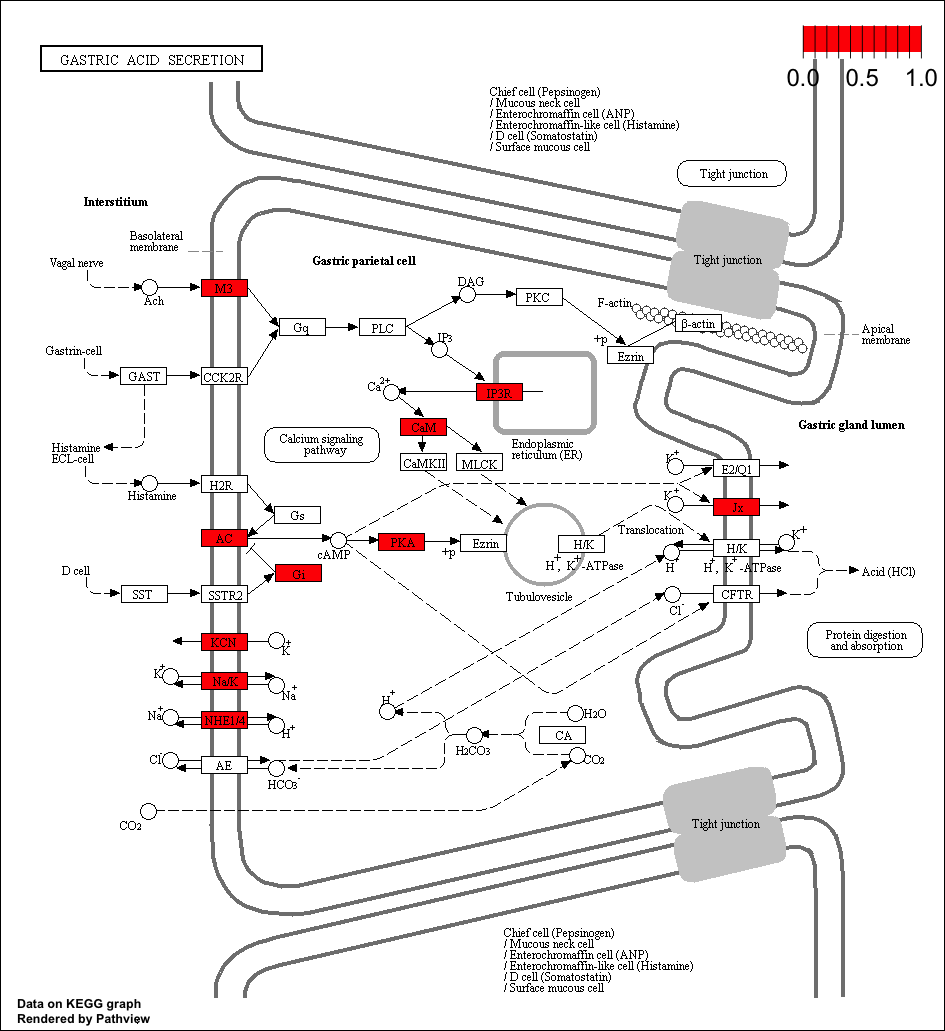 GASTRIC ACID SECRETION
0.0 0.5 1.0
Chief cell (Pepsinogen)
/ Mucous neck cell
/ Enterochromaffin cell (ANP)
/ Enterochromaffin-like cell (Histamine)
/ D cell (Somatostatin)
/ Surface mucous cell
Tight junction
Interstitium
Basolateral
membrane
Gastric parietal cell
Tight junction
Vagal nerve
Ach
M3
DAG
PKC
F-actin
β-actin
Gq
PLC
+p
Ezrin
IP3
Apical
membrane
Gastrin-cell
GAST
CCK2R
Ca2+
IP3R
Gastric gland lumen
CaM
Calcium signaling
pathway
Endoplasmic
reticulum (ER)
Histamine
ECL-cell
CaMKII
MLCK
K+
E2/Q1
Histamine
H2R
Gs
K+
Jx
AC
cAMP
PKA
+p
Ezrin
H/K
H+, K+-ATPase
Translocation
H+
H/K
H+, K+-ATPase
K+
Gi
Tubulovesicle
Acid (HCl)
D cell
SST
SSTR2
Cl-
CFTR
KCN
K+
Protein digestion
and absorption
K+
Na/K
Na+
Na+
NHE1/4
H+
H+
H2O
H2CO3
CA
CO2
Cl-
AE
HCO3-
CO2
Tight junction
Chief cell (Pepsinogen)
/ Mucous neck cell
/ Enterochromaffin cell (ANP)
/ Enterochromaffin-like cell (Histamine)
/ D cell (Somatostatin)
/ Surface mucous cell
Data on KEGG graph
Rendered by Pathview